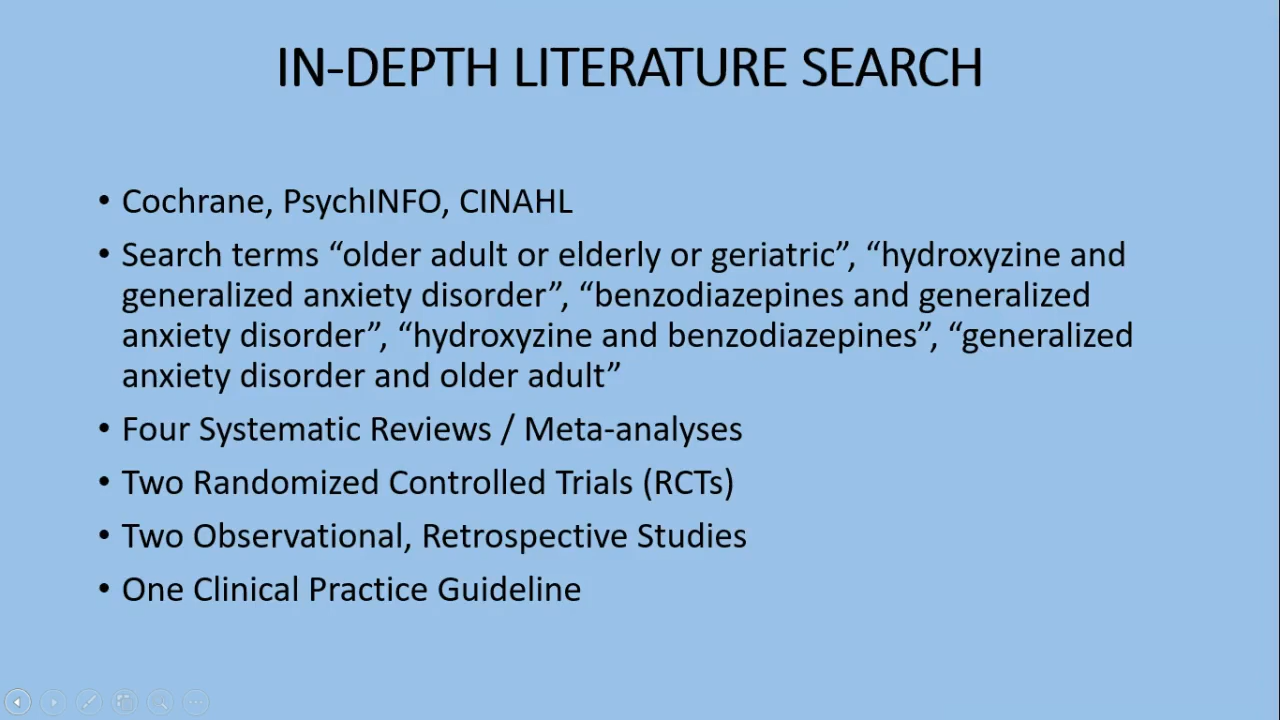 IN-DEPTH LITERATURE SEARCH
• Cochrane, PsychINFO, CINAHL
• Search terms “older adult or elderly or geriatric”, “hydroxyzine and
generalized anxiety disorder”, “benzodiazepines and generalized
anxiety disorder”, “hydroxyzine and benzodiazepines”, “generalized
anxiety disorder and older adult”
• Four Systematic Reviews / Meta-analyses
• Two Randomized Controlled Trials (RCTs)
• Two Observational, Retrospective Studies
• One Clinical Practice Guideline